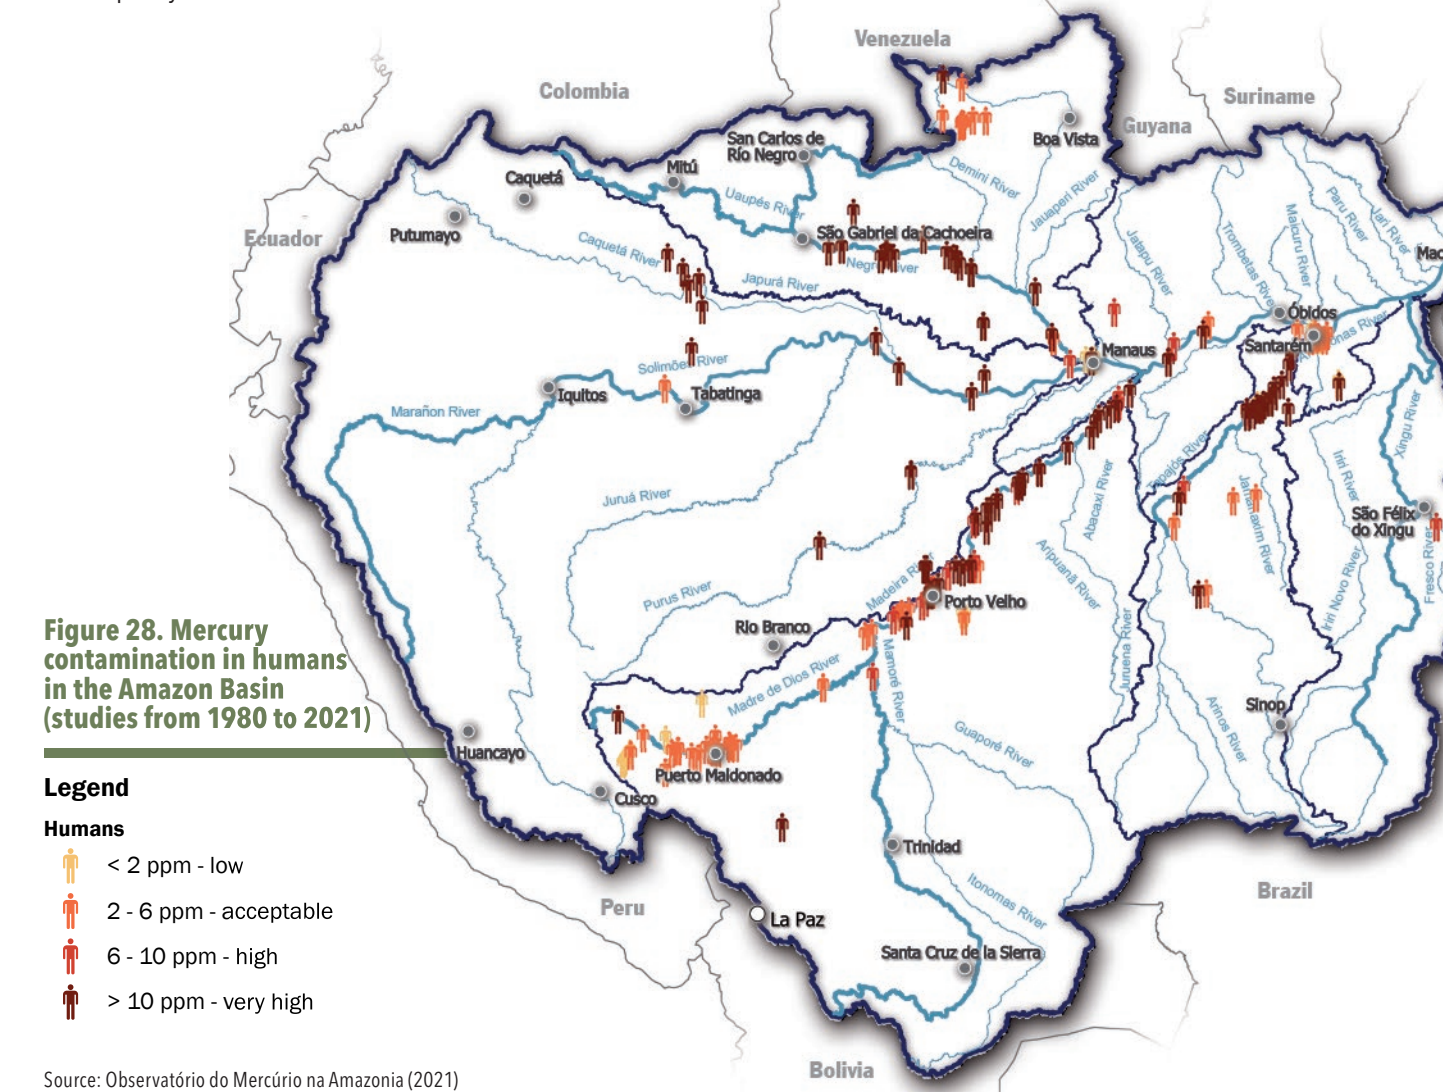 Venezuela
Colombia
Suriname
Guyana
San Carlos de
Río Negro
Boa Vista
Mitú
Demini River
Caquetá
Jauaperi River
Uaupés River
Paru River
Jari River
Maicuru River
Putumayo
Ecuador
Caquetá River
São Gabriel da Cachoeira
Negro River
Jatapu River
Trombetas River
Japurá River
Óbidos
Santarém
Manaus
Solimões River
Iquitos
Tabatinga
Marañon River
Xingu River
Tapajós River
Juruá River
Abacaxi River
Iriri River
Jamanxim River
São Félix
do Xingu
Aripuanã River
Fresco River
Iriri Novo River
Madeira River
Purus River
Porto Velho
Rio Branco
Juruena River
Mamoré River
Madre de Dios River
Arinos River
Sinop
Guaporé River
Figure 28. Mercury
contamination in humans
in the Amazon Basin
(studies from 1980 to 2021)
Huancayo
Puerto Maldonado
Cusco
Trinidad
Itonomas River
Brazil
Peru
La Paz
Santa Cruz de la Sierra
Bolivia
Legend
Humans
< 2 ppm - low
2 - 6 ppm - acceptable
6 - 10 ppm - high
> 10 ppm - very high
Source: Observatório do Mercúrio na Amazonia (2021)